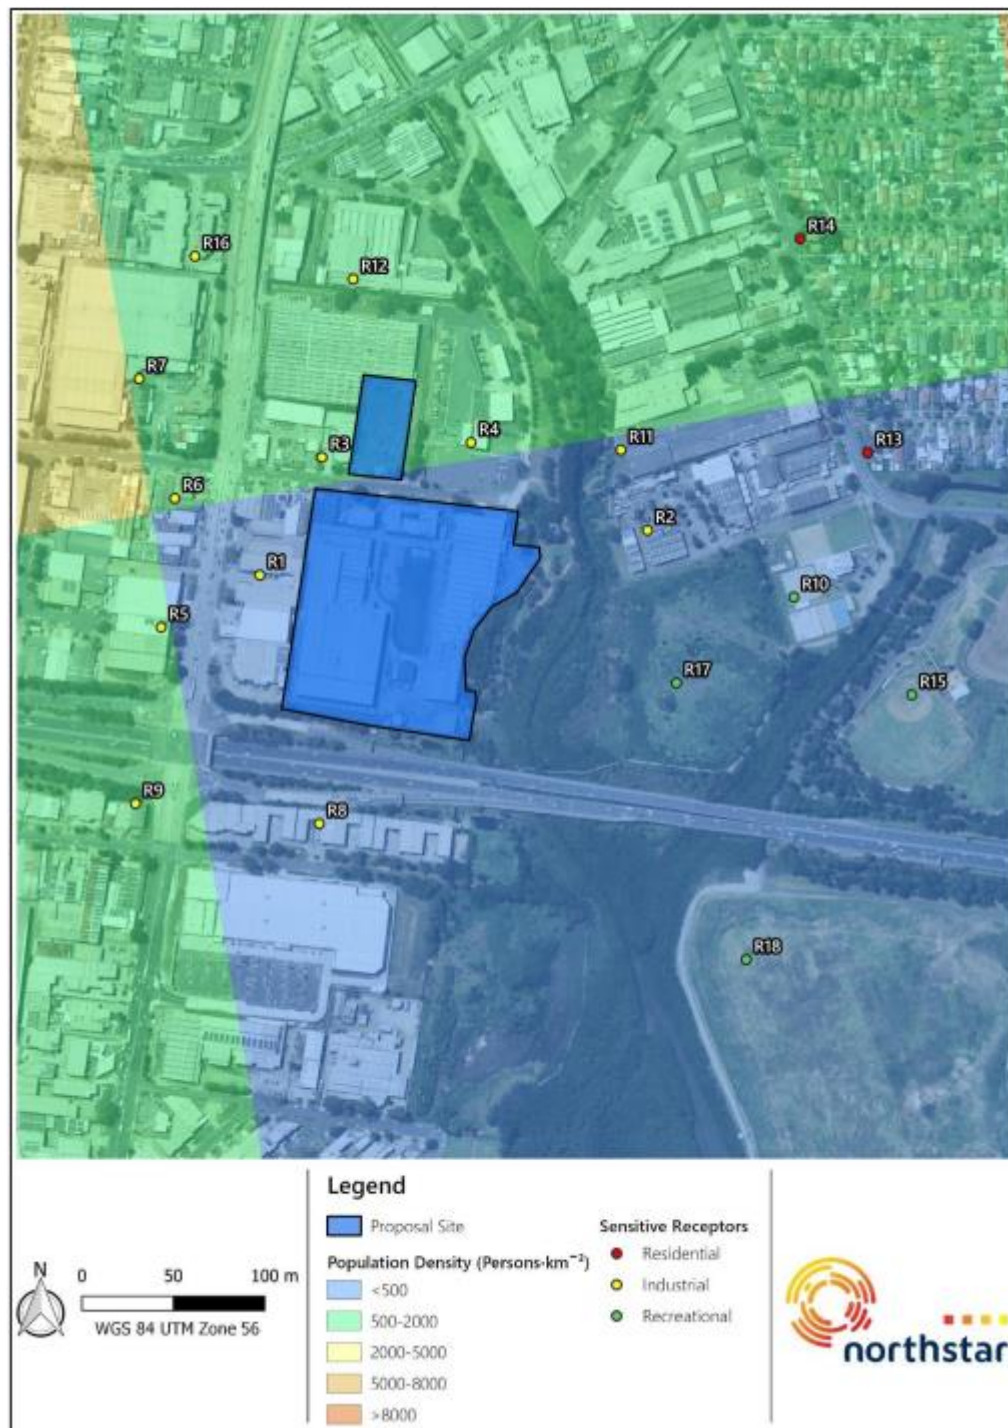 R14
R16
R12
R7
R4
R11
R13
R3
R6
R2
R1
R10
R5
R17
R15
R9
R8
R18
Legend
Proposal Site
Population Density (Persons·km⁻²)
<500
500-2000
2000-5000
5000-8000
>8000
Sensitive Receptors
Residential
Industrial
Recreational
N
0 50 100 m
WGS 84 UTM Zone 56
northstar